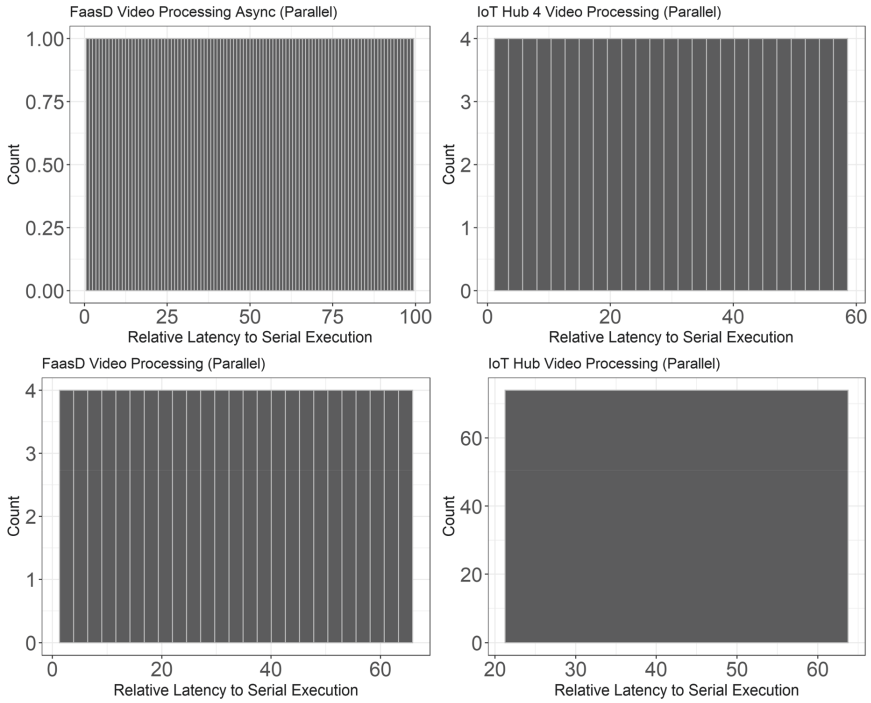 FaasD Video Processing Async (Parallel)
1.00
0.75
0.50
0.25
0.00
Count
0 25 50 75 100
Relative Latency to Serial Execution
IoT Hub 4 Video Processing (Parallel)
4
3
2
1
0
Count
0 20 40 60
Relative Latency to Serial Execution
FaasD Video Processing (Parallel)
4
3
2
1
0
Count
0 20 40 60
Relative Latency to Serial Execution
IoT Hub Video Processing (Parallel)
60
40
20
0
Count
20 30 40 50 60
Relative Latency to Serial Execution